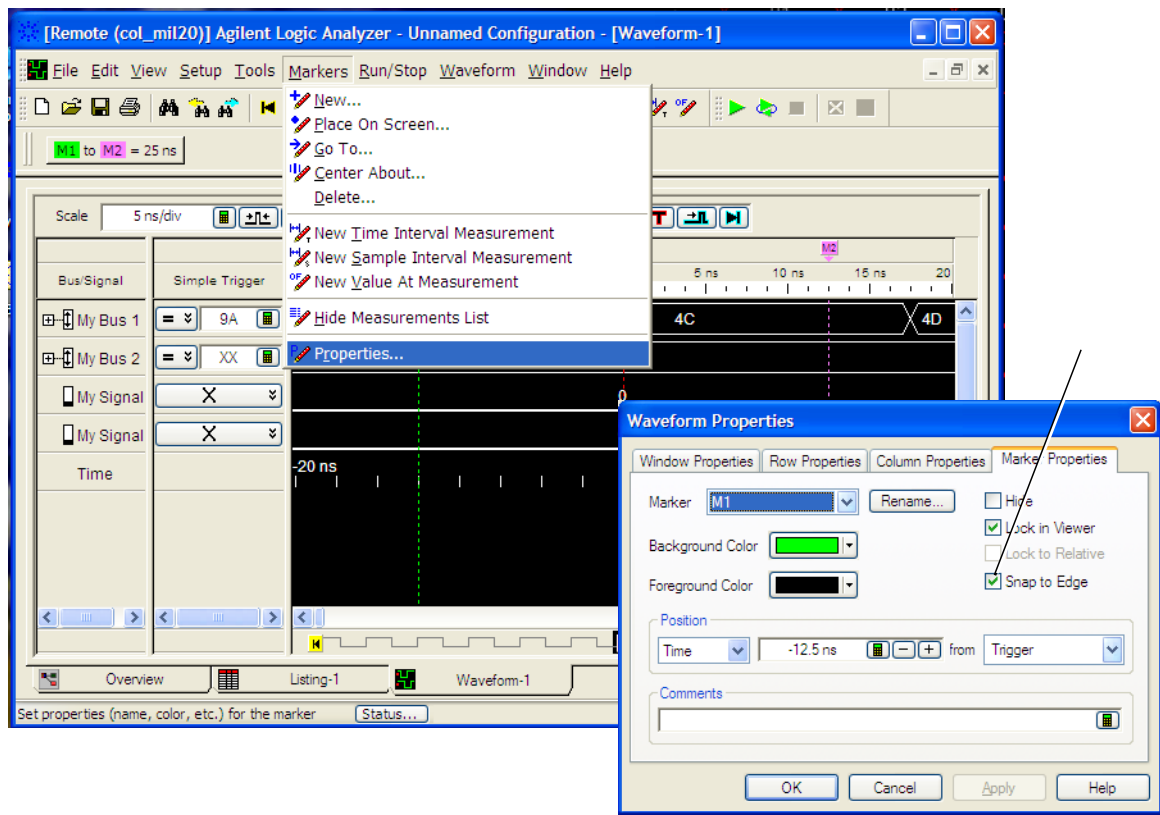 [Remote (col_mil20)] Agilent Logic Analyzer - Unnamed Configuration - [Waveform-1]
File Edit View Setup Tools Markers Run/Stop Waveform Window Help
New...
Place On Screen...
Go To...
Center About...
Delete...
New Time Interval Measurement
New Sample Interval Measurement
New Value At Measurement
Hide Measurements List
Properties...
M1 to M2 = 25 ns
Scale 5 ns/div
T
M2
Bus/Signal Simple Trigger 5 ns 10 ns 15 ns 20
My Bus 1 = 9A 4C 4D
My Bus 2 = XX
My Signal X 0
My Signal X
Time -20 ns
Overview Listing-1 Waveform-1
Set properties (name, color, etc.) for the marker Status...
Waveform Properties
Window Properties Row Properties Column Properties Marker Properties
Marker M1 Rename... Hide
Lock in Viewer
Background Color
Lock to Relative
Foreground Color Snap to Edge
Position
Time -12.5 ns from Trigger
Comments
OK Cancel Apply Help